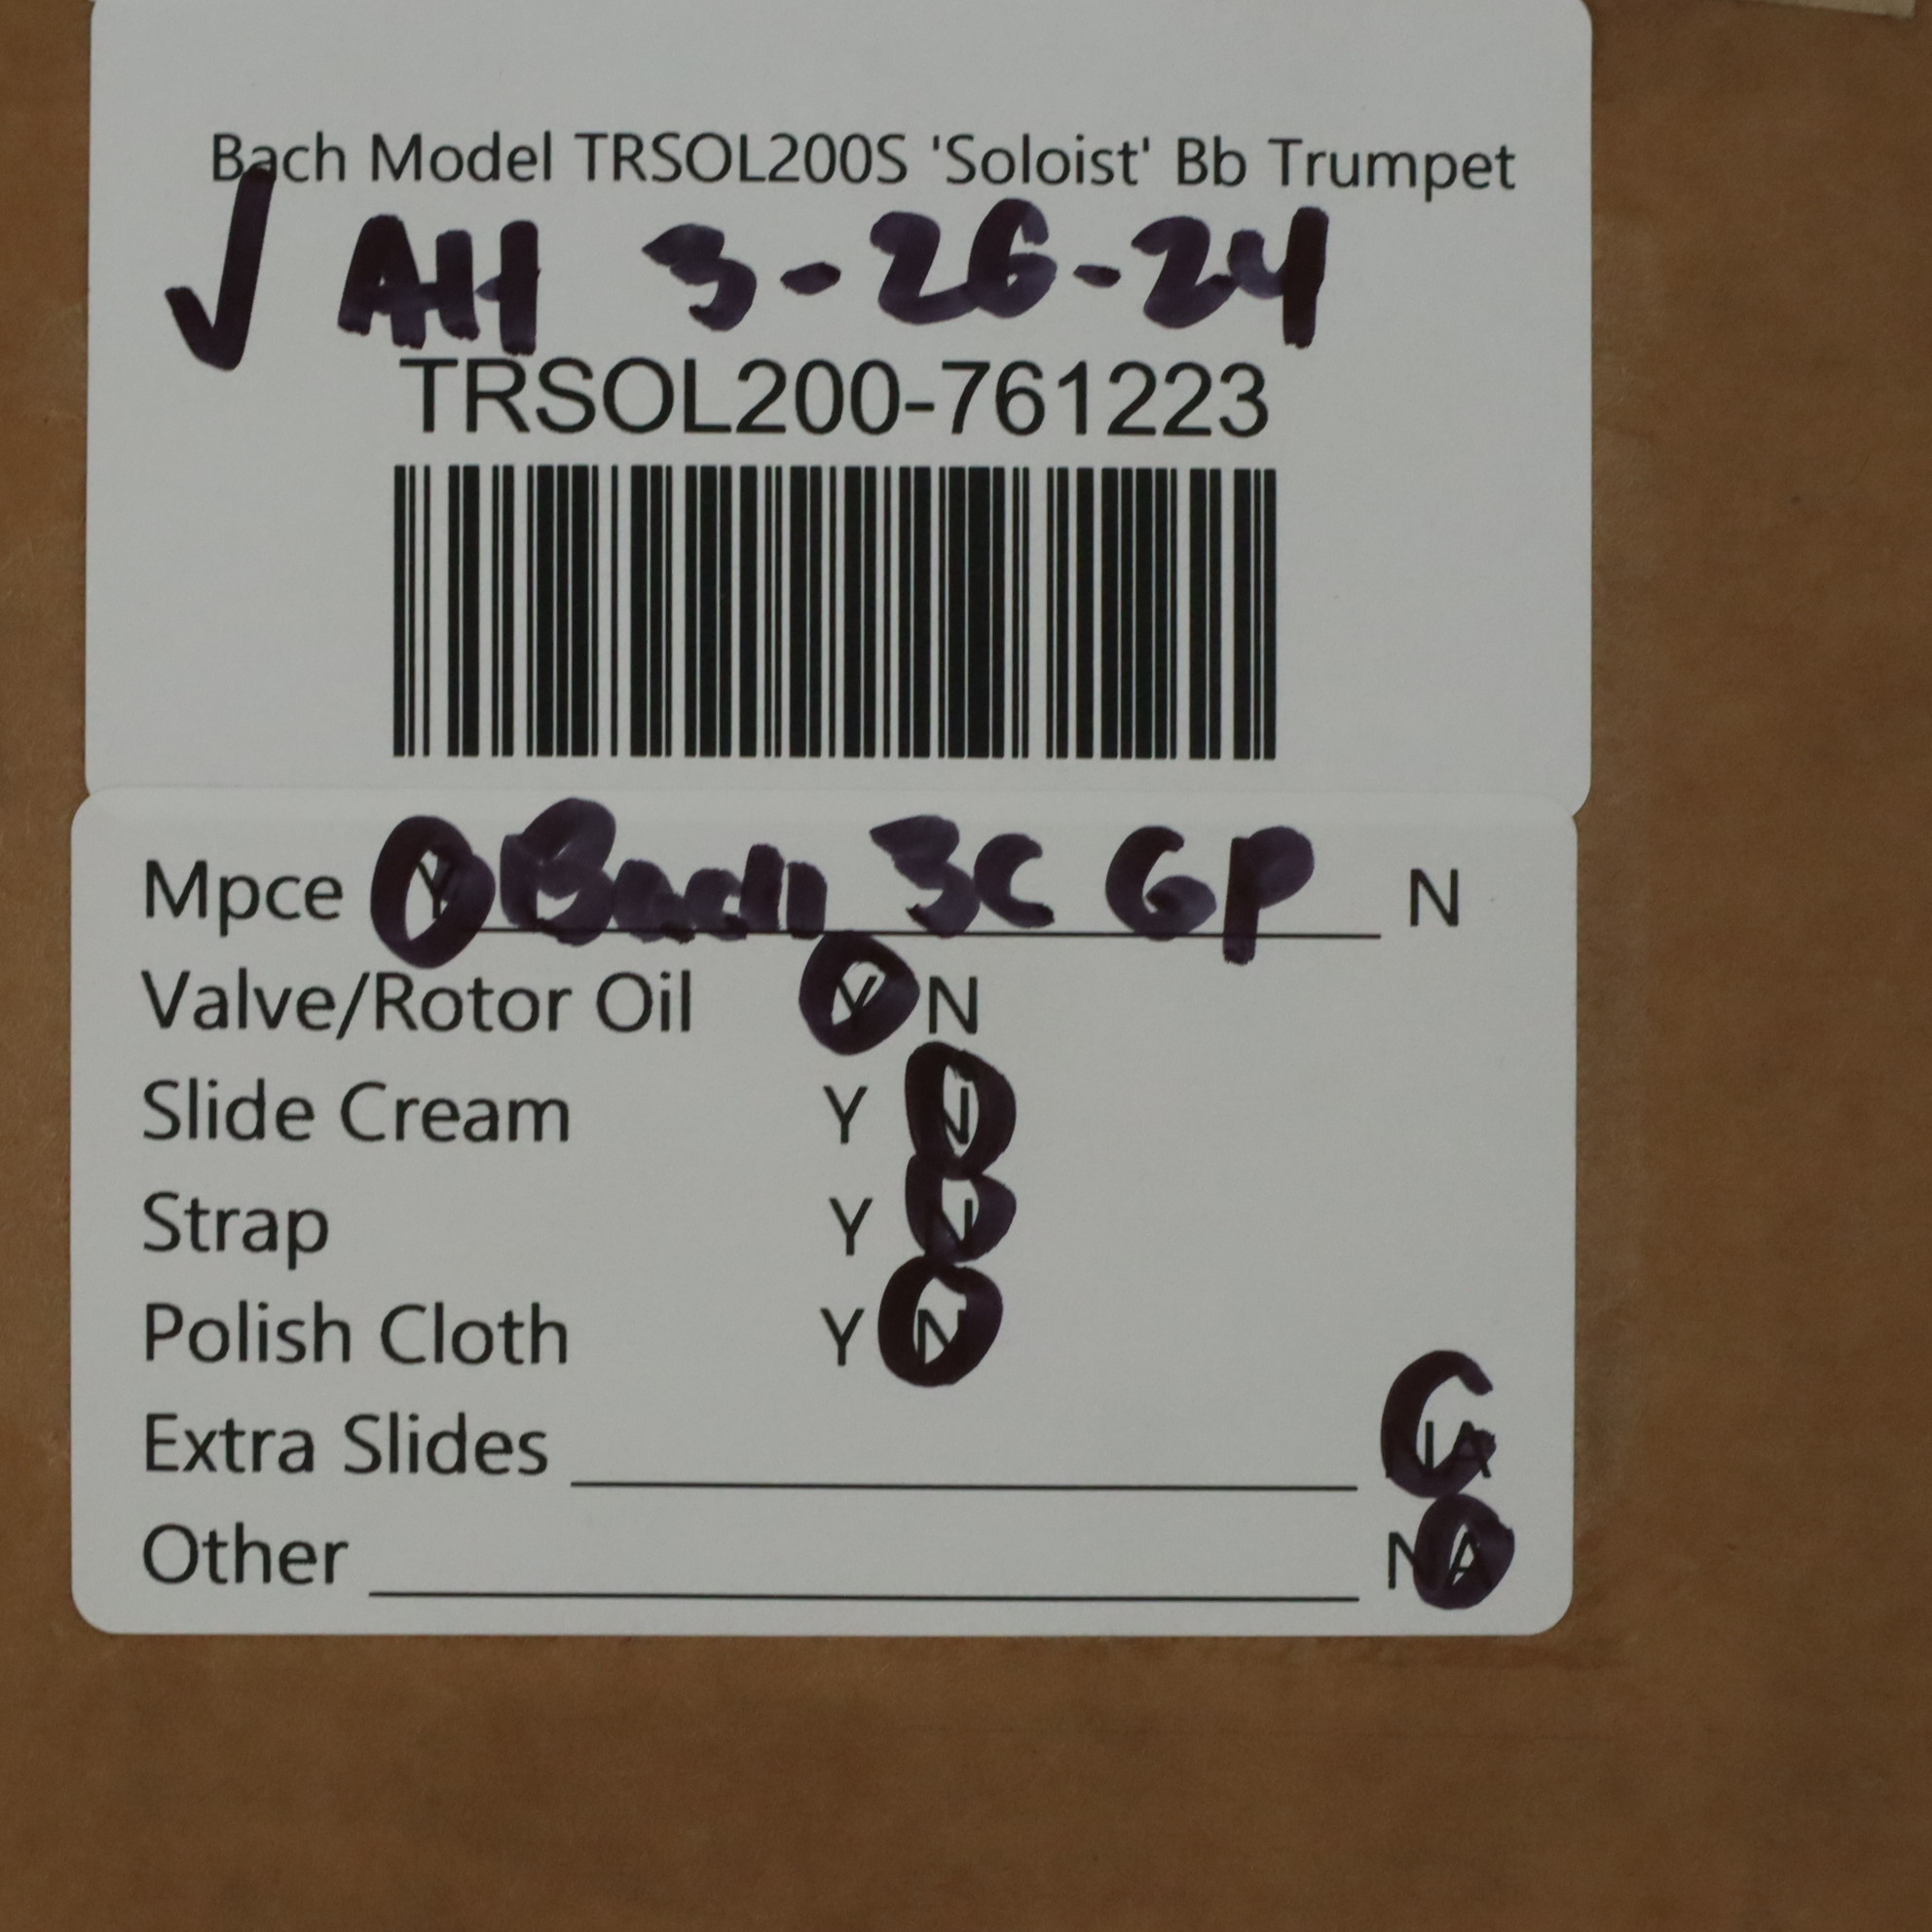 Bach Model TRSOL200S 'Soloist' Bb Trumpet
√ AH 3-26-24
TRSOL200-761223
Mpce Y Bach 3C GP N
Valve/Rotor Oil Y N
Slide Cream Y N
Strap Y N
Polish Cloth Y N
Extra Slides NA
Other NA